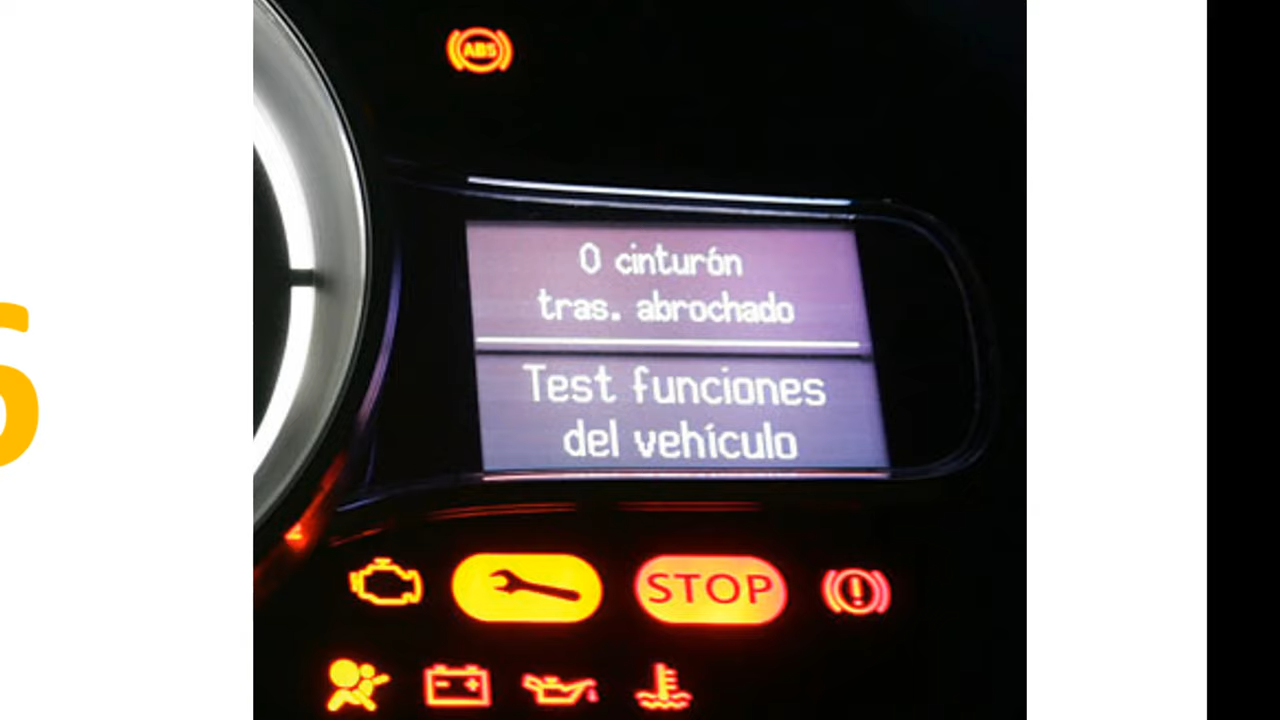 ABS
0 cinturón
tras. abrochado
Test funciones
del vehículo
STOP